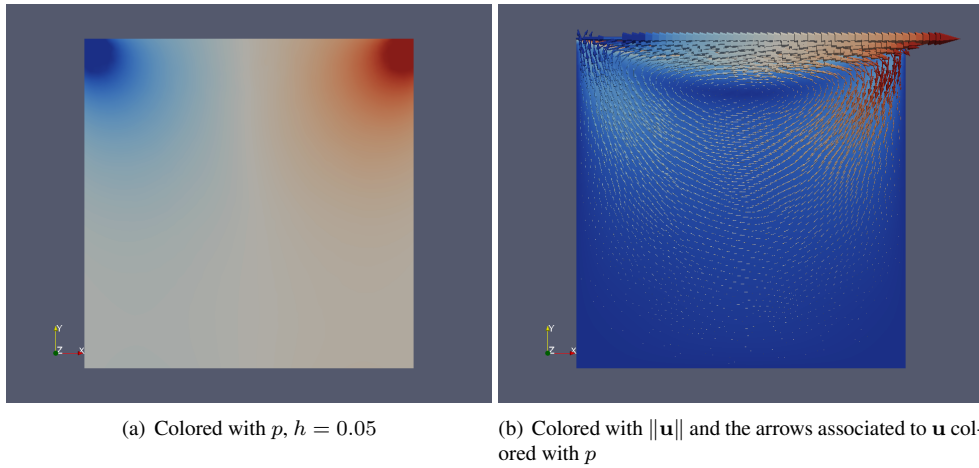 Y
Z X
Y
Z X
(a) Colored with p, h = 0.05
(b) Colored with ‖u‖ and the arrows associated to u col-
ored with p